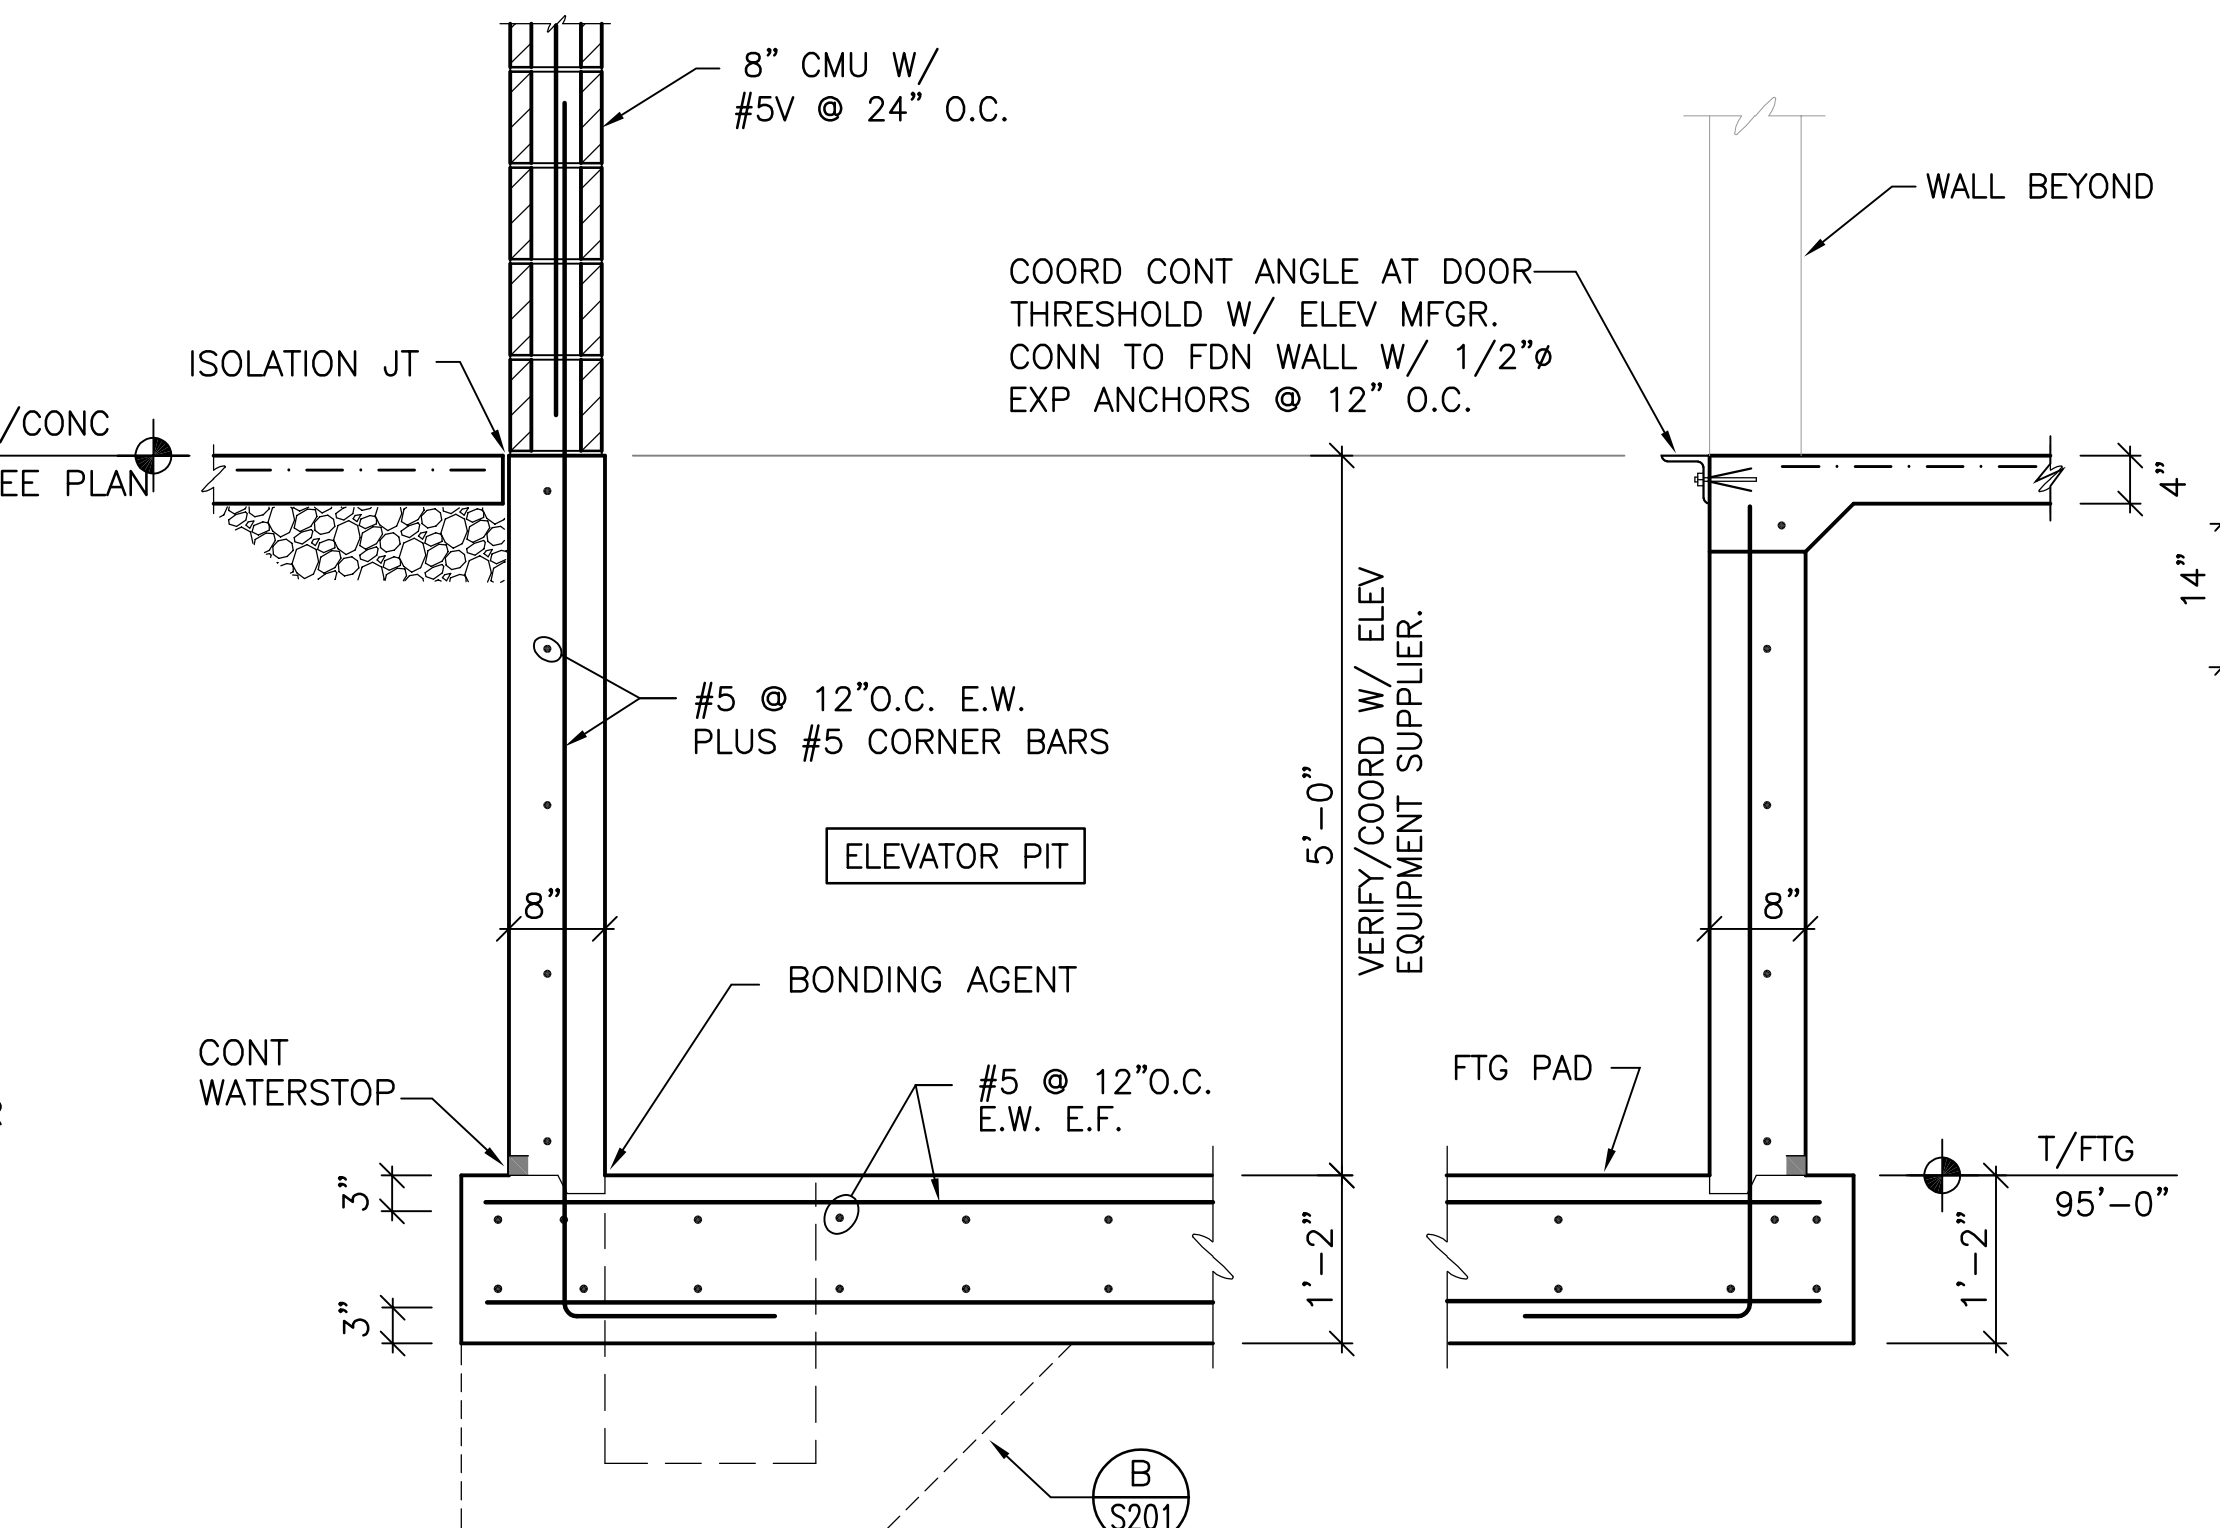 8” CMU W/
#5V @ 24” O.C.
WALL BEYOND
COORD CONT ANGLE AT DOOR
THRESHOLD W/ ELEV MFGR.
CONN TO FDN WALL W/ 1/2”ø
EXP ANCHORS @ 12” O.C.
ISOLATION JT
/CONC
EE PLAN
4”
14”
#5 @ 12”O.C. E.W.
PLUS #5 CORNER BARS
5’-0”
VERIFY/COORD W/ ELEV
EQUIPMENT SUPPLIER.
ELEVATOR PIT
8”
8”
BONDING AGENT
CONT
WATERSTOP
#5 @ 12”O.C.
E.W. E.F.
FTG PAD
T/FTG
95’-0”
3”
3”
1’-2”
1’-2”
B
S201